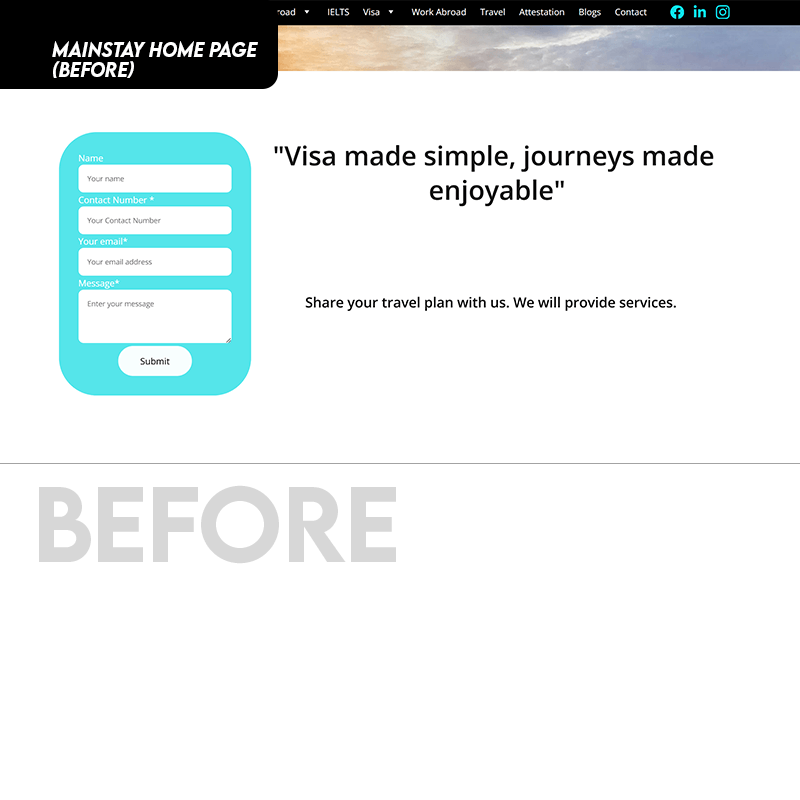 road IELTS Visa Work Abroad Travel Attestation Blogs Contact
MAINSTAY HOME PAGE
(BEFORE)
Name
Your name
Contact Number *
Your Contact Number
Your email*
Your email address
Message*
Enter your message
Submit
"Visa made simple, journeys made
enjoyable"
Share your travel plan with us. We will provide services.
BEFORE